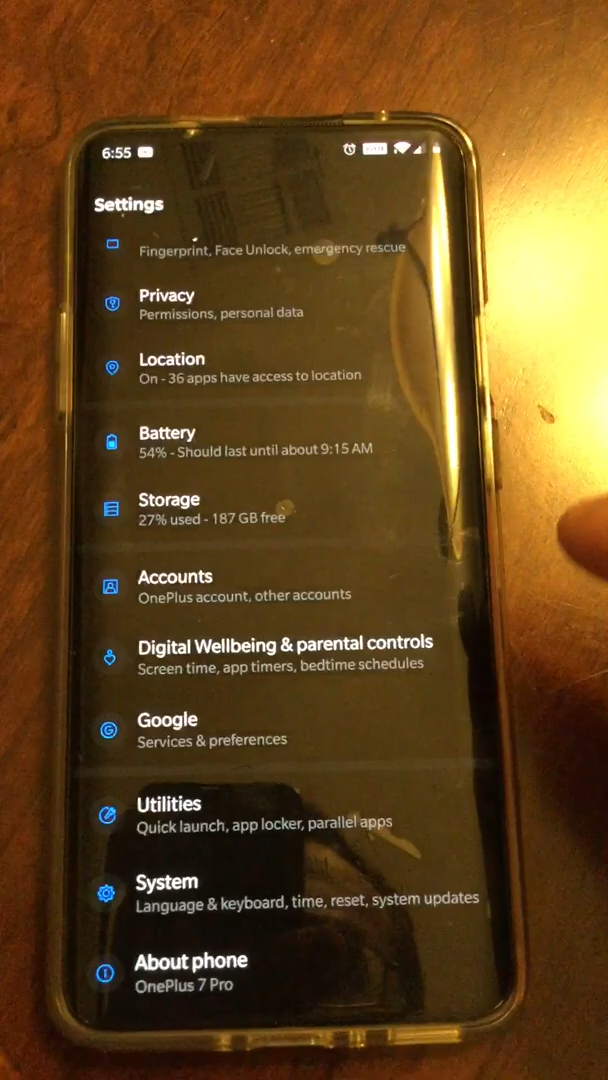 6:55
Settings
Fingerprint, Face Unlock, emergency rescue
Privacy
Permissions, personal data
Location
On - 36 apps have access to location
Battery
54% - Should last until about 9:15 AM
Storage
27% used - 187 GB free
Accounts
OnePlus account, other accounts
Digital Wellbeing & parental controls
Screen time, app timers, bedtime schedules
Google
Services & preferences
Utilities
Quick launch, app locker, parallel apps
System
Language & keyboard, time, reset, system updates
About phone
OnePlus 7 Pro